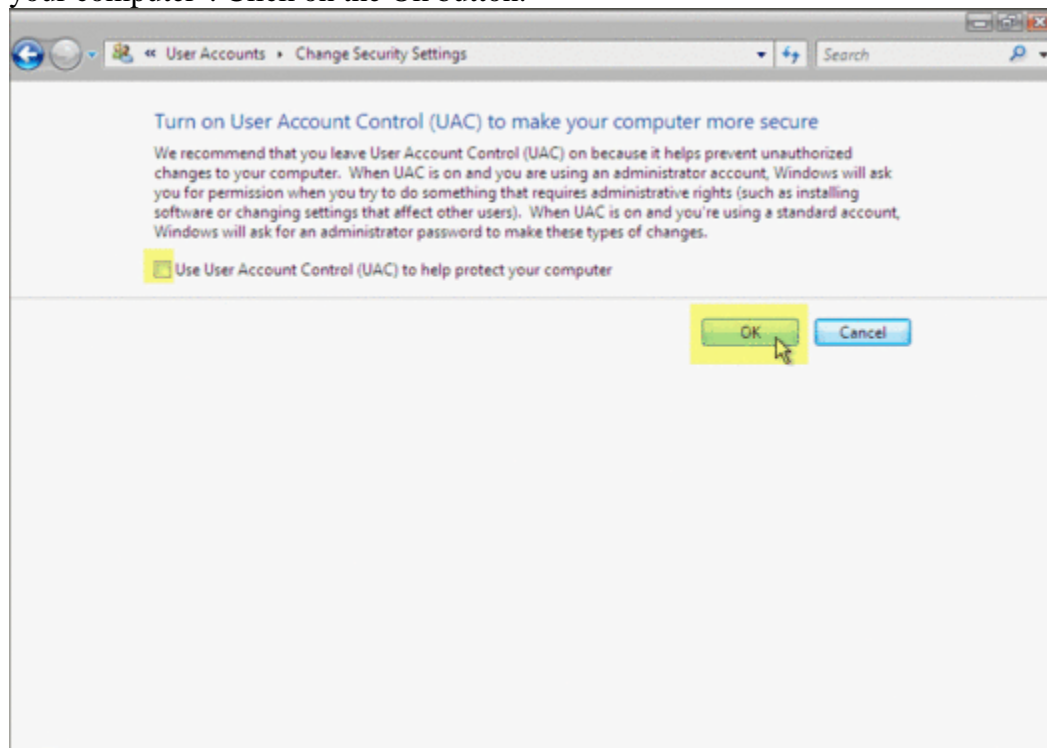 your computer". Click on the OK button.
« User Accounts ▸ Change Security Settings
Search
Turn on User Account Control (UAC) to make your computer more secure
We recommend that you leave User Account Control (UAC) on because it helps prevent unauthorized
changes to your computer. When UAC is on and you are using an administrator account, Windows will ask
you for permission when you try to do something that requires administrative rights (such as installing
software or changing settings that affect other users). When UAC is on and you're using a standard account,
Windows will ask for an administrator password to make these types of changes.
Use User Account Control (UAC) to help protect your computer
OK Cancel